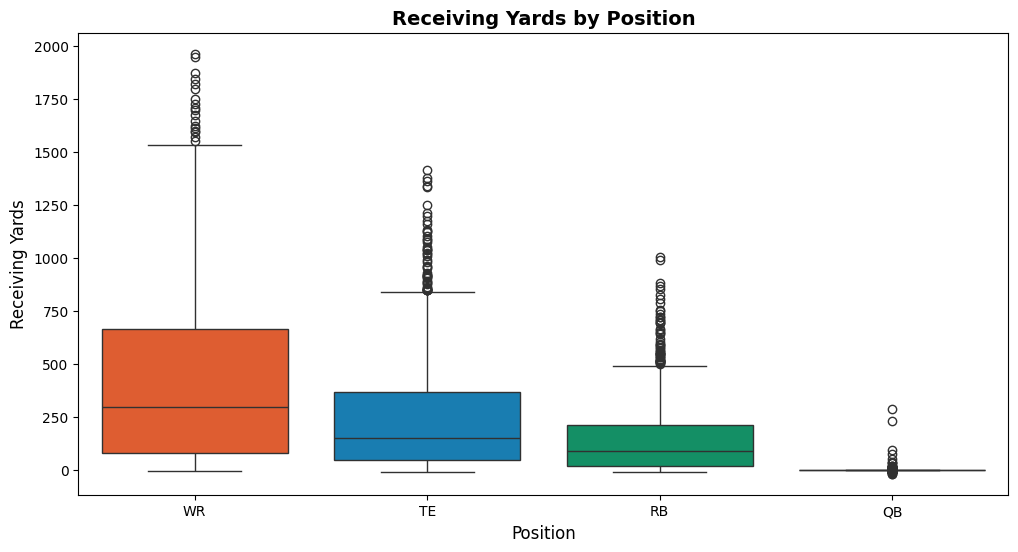 Receiving Yards by Position
2000
1750
1500
1250
1000
750
500
250
0
Receiving Yards
WR TE RB QB
Position